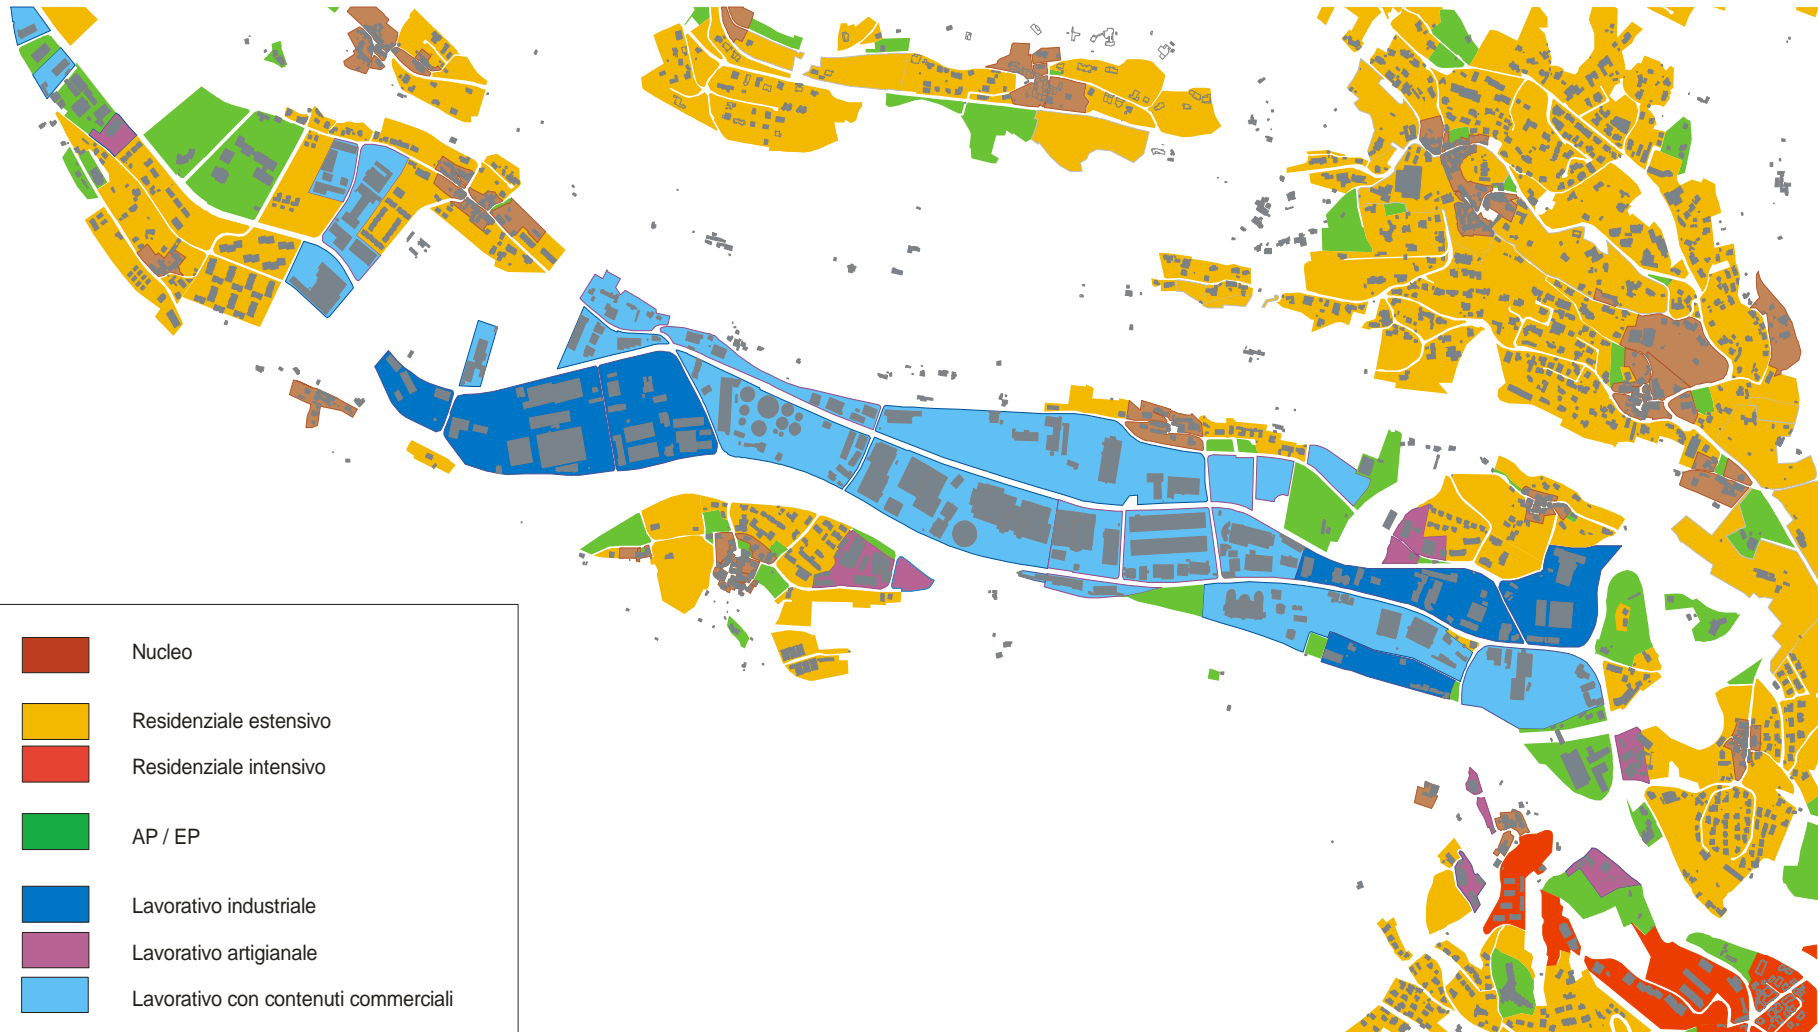 Nucleo
Residenziale estensivo
Residenziale intensivo
AP / EP
Lavorativo industriale
Lavorativo artigianale
Lavorativo con contenuti commerciali